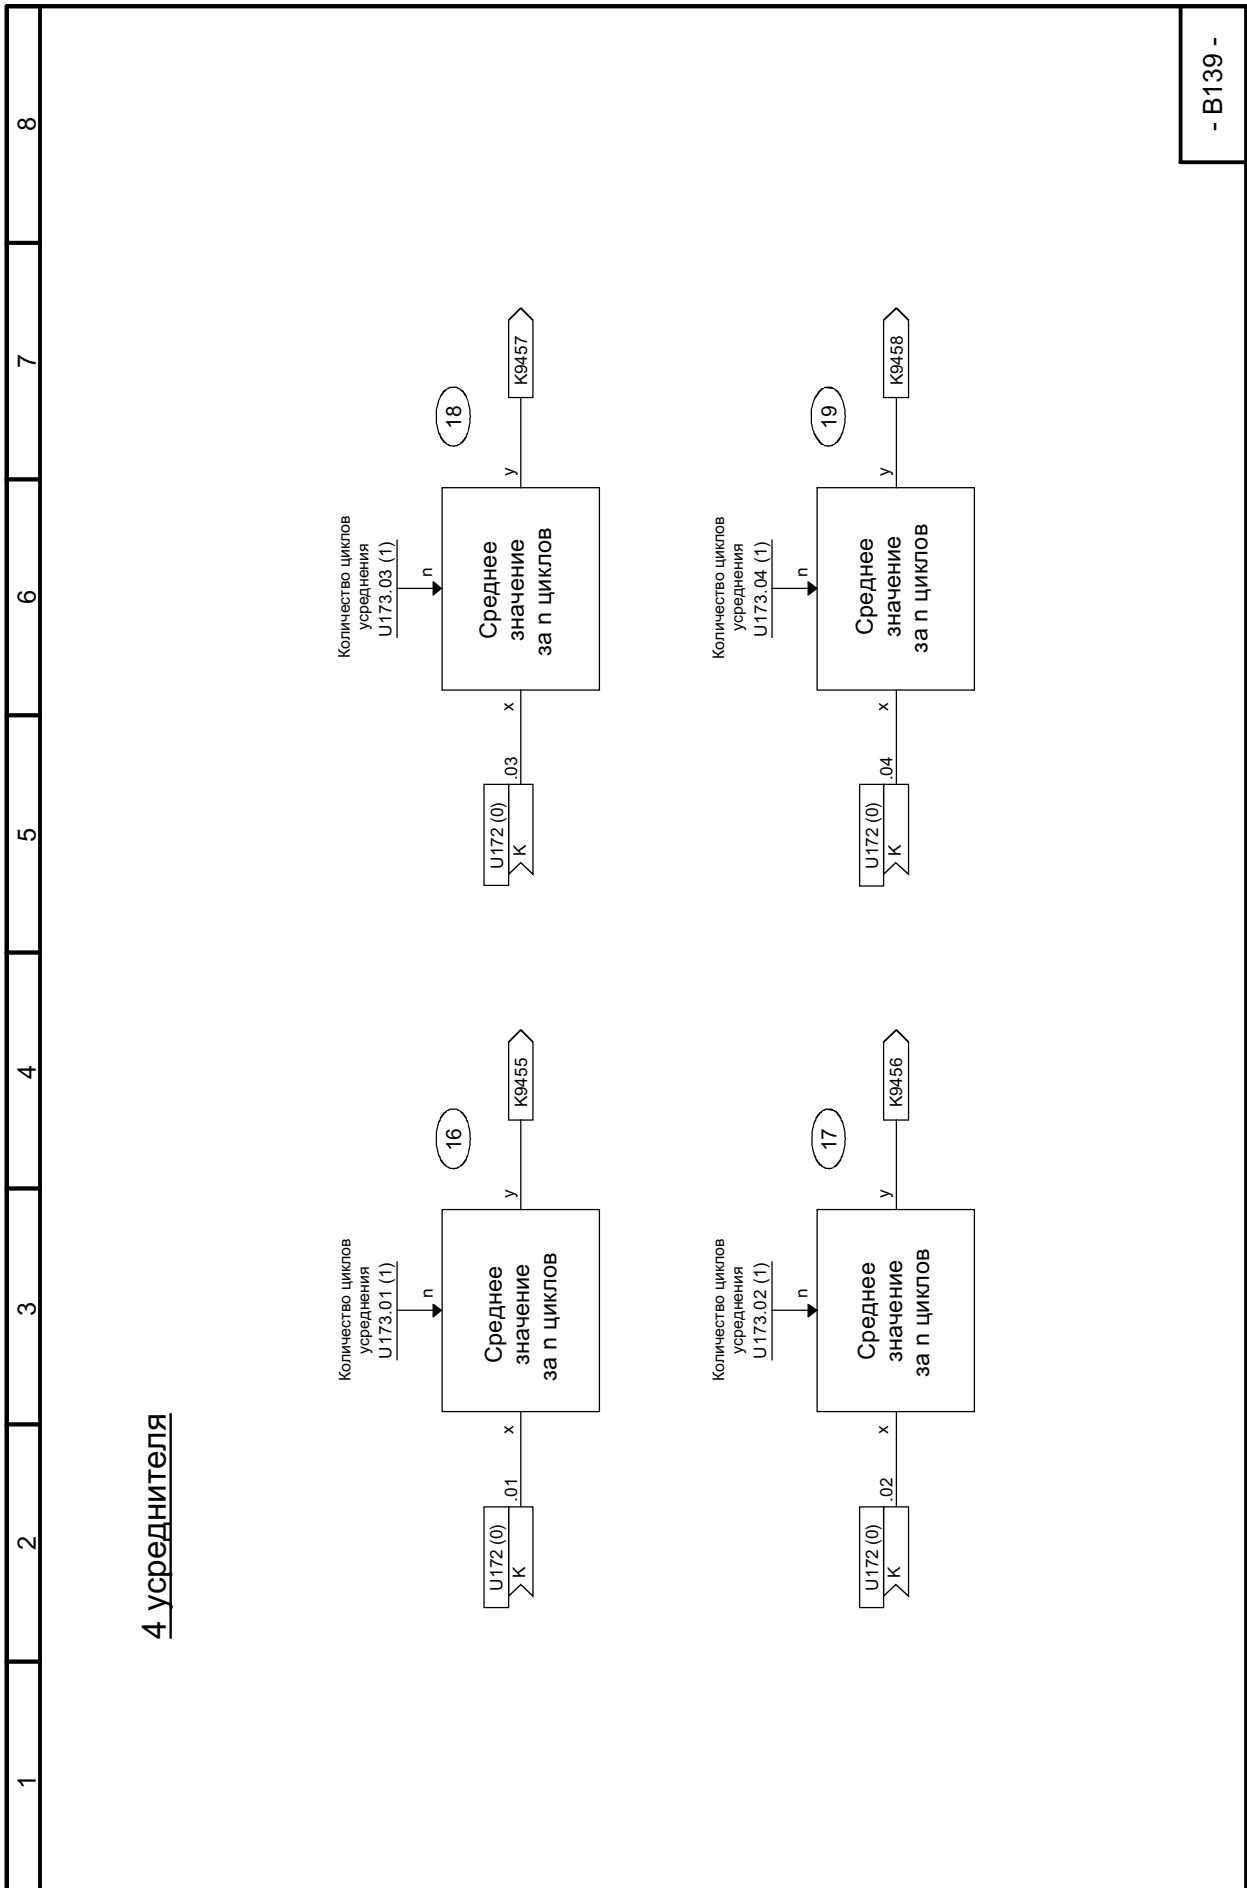 4 усреднителя
Количество циклов
усреднения
U173.01 (1)
n
16
U172 (0)
K
.01
x
Среднее
значение
за n циклов
y
K9455
Количество циклов
усреднения
U173.03 (1)
n
18
U172 (0)
K
.03
x
Среднее
значение
за n циклов
y
K9457
Количество циклов
усреднения
U173.02 (1)
n
17
U172 (0)
K
.02
x
Среднее
значение
за n циклов
y
K9456
Количество циклов
усреднения
U173.04 (1)
n
19
U172 (0)
K
.04
x
Среднее
значение
за n циклов
y
K9458
1
2
3
4
5
6
7
8
- B139 -